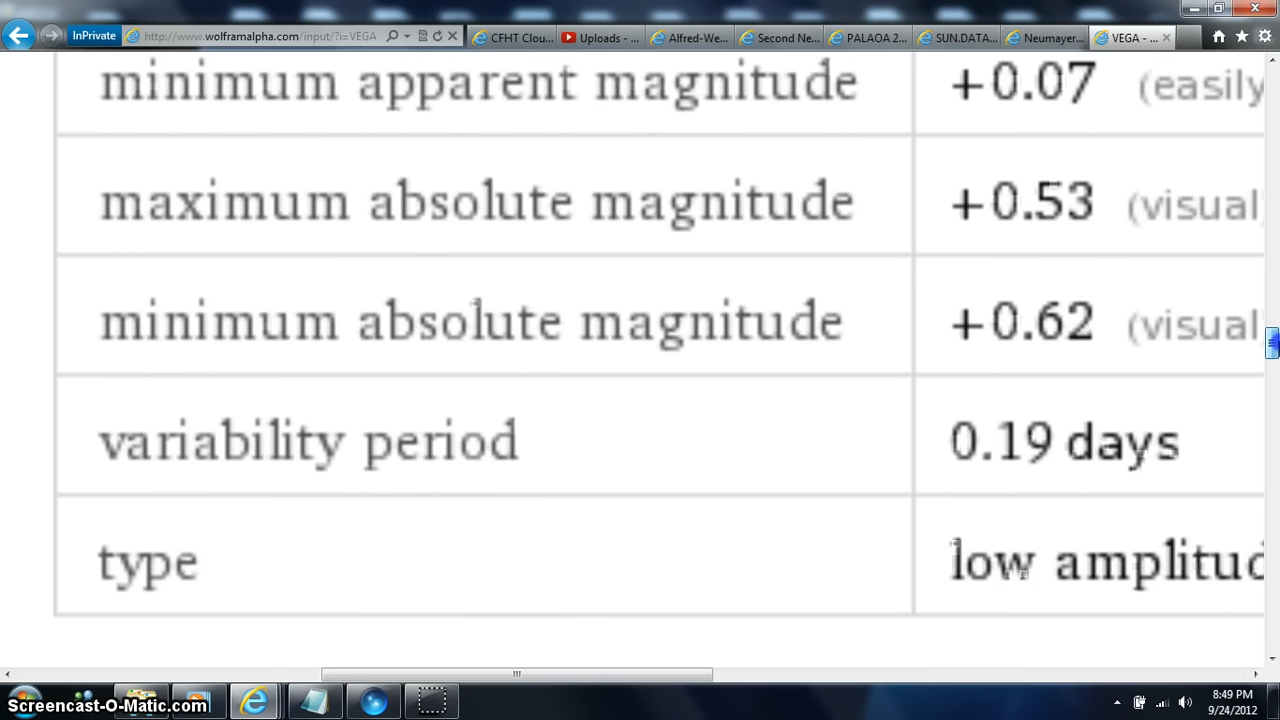 InPrivate http://www.wolframalpha.com/input/?i=VEGA CFHT Clou... Uploads - ... Alfred-We... Second Ne... PALAOA 2... SUN.DATA... Neumayer... VEGA - ...
minimum apparent magnitude +0.07 (easily
maximum absolute magnitude +0.53 (visual)
minimum absolute magnitude +0.62 (visual)
variability period 0.19 days
type low amplitud
Screencast-O-Matic.com
8:49 PM
9/24/2012